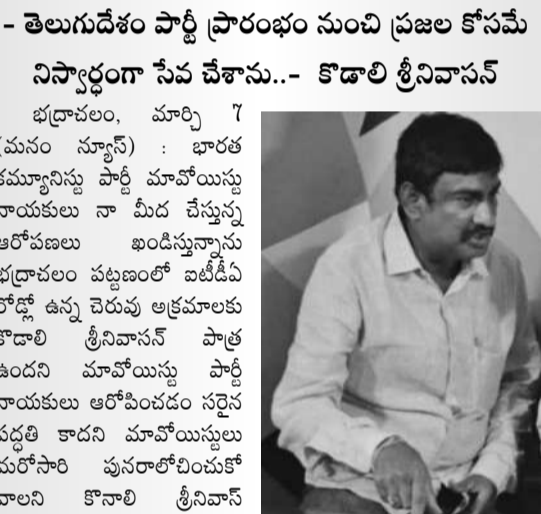 - తెలుగుదేశం పార్టీ ప్రారంభం నుంచి ప్రజల కోసమే
నిస్వార్ధంగా సేవ చేశాను..- కొడాలి శ్రీనివాసన్
భద్రాచలం, మార్చి 7
(మనం న్యూస్) : భారత
కమ్యూనిస్టు పార్టీ మావోయిస్టు
నాయకులు నా మీద చేస్తున్న
ఆరోపణలు ఖండిస్తున్నాను
భద్రాచలం పట్టణంలో ఐటీడీఏ
రోడ్లో ఉన్న చెరువు అక్రమాలకు
కొడాలి శ్రీనివాసన్ పాత్ర
ఉందని మావోయిస్టు పార్టీ
నాయకులు ఆరోపించడం సరైన
పద్ధతి కాదని మావోయిస్టులు
మరోసారి పునరాలోచించుకో
వాలని కొనాలి శ్రీనివాస్